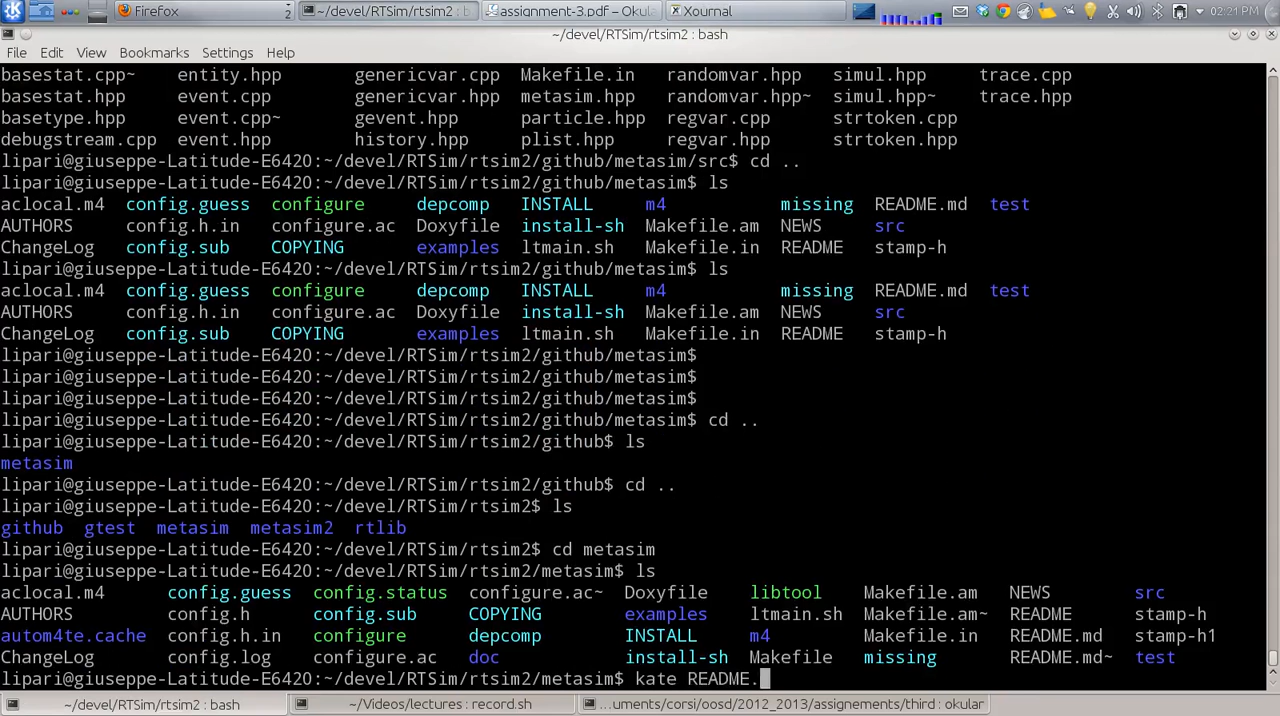 Firefox 2 ~/devel/RTSim/rtsim2 : b assignment-3.pdf – Okula Xournal 02:21 PM
~/devel/RTSim/rtsim2 : bash
File Edit View Bookmarks Settings Help
basestat.cpp~ entity.hpp genericvar.cpp Makefile.in randomvar.hpp simul.hpp trace.cpp
basestat.hpp event.cpp genericvar.hpp metasim.hpp randomvar.hpp~ simul.hpp~ trace.hpp
basetype.hpp event.cpp~ gevent.hpp particle.hpp regvar.cpp strtoken.cpp
debugstream.cpp event.hpp history.hpp plist.hpp regvar.hpp strtoken.hpp
lipari@giuseppe-Latitude-E6420:~/devel/RTSim/rtsim2/github/metasim/src$ cd ..
lipari@giuseppe-Latitude-E6420:~/devel/RTSim/rtsim2/github/metasim$ ls
aclocal.m4 config.guess configure depcomp INSTALL m4 missing README.md test
AUTHORS config.h.in configure.ac Doxyfile install-sh Makefile.am NEWS src
ChangeLog config.sub COPYING examples ltmain.sh Makefile.in README stamp-h
lipari@giuseppe-Latitude-E6420:~/devel/RTSim/rtsim2/github/metasim$ ls
aclocal.m4 config.guess configure depcomp INSTALL m4 missing README.md test
AUTHORS config.h.in configure.ac Doxyfile install-sh Makefile.am NEWS src
ChangeLog config.sub COPYING examples ltmain.sh Makefile.in README stamp-h
lipari@giuseppe-Latitude-E6420:~/devel/RTSim/rtsim2/github/metasim$
lipari@giuseppe-Latitude-E6420:~/devel/RTSim/rtsim2/github/metasim$
lipari@giuseppe-Latitude-E6420:~/devel/RTSim/rtsim2/github/metasim$
lipari@giuseppe-Latitude-E6420:~/devel/RTSim/rtsim2/github/metasim$ cd ..
lipari@giuseppe-Latitude-E6420:~/devel/RTSim/rtsim2/github$ ls
metasim
lipari@giuseppe-Latitude-E6420:~/devel/RTSim/rtsim2/github$ cd ..
lipari@giuseppe-Latitude-E6420:~/devel/RTSim/rtsim2$ ls
github gtest metasim metasim2 rtlib
lipari@giuseppe-Latitude-E6420:~/devel/RTSim/rtsim2$ cd metasim
lipari@giuseppe-Latitude-E6420:~/devel/RTSim/rtsim2/metasim$ ls
aclocal.m4 config.guess config.status configure.ac~ Doxyfile libtool Makefile.am NEWS src
AUTHORS config.h config.sub COPYING examples ltmain.sh Makefile.am~ README stamp-h
autom4te.cache config.h.in configure depcomp INSTALL m4 Makefile.in README.md stamp-h1
ChangeLog config.log configure.ac doc install-sh Makefile missing README.md~ test
lipari@giuseppe-Latitude-E6420:~/devel/RTSim/rtsim2/metasim$ kate README.
~/devel/RTSim/rtsim2 : bash ~/Videos/lectures : record.sh ...uments/corsi/oosd/2012_2013/assignements/third : okular